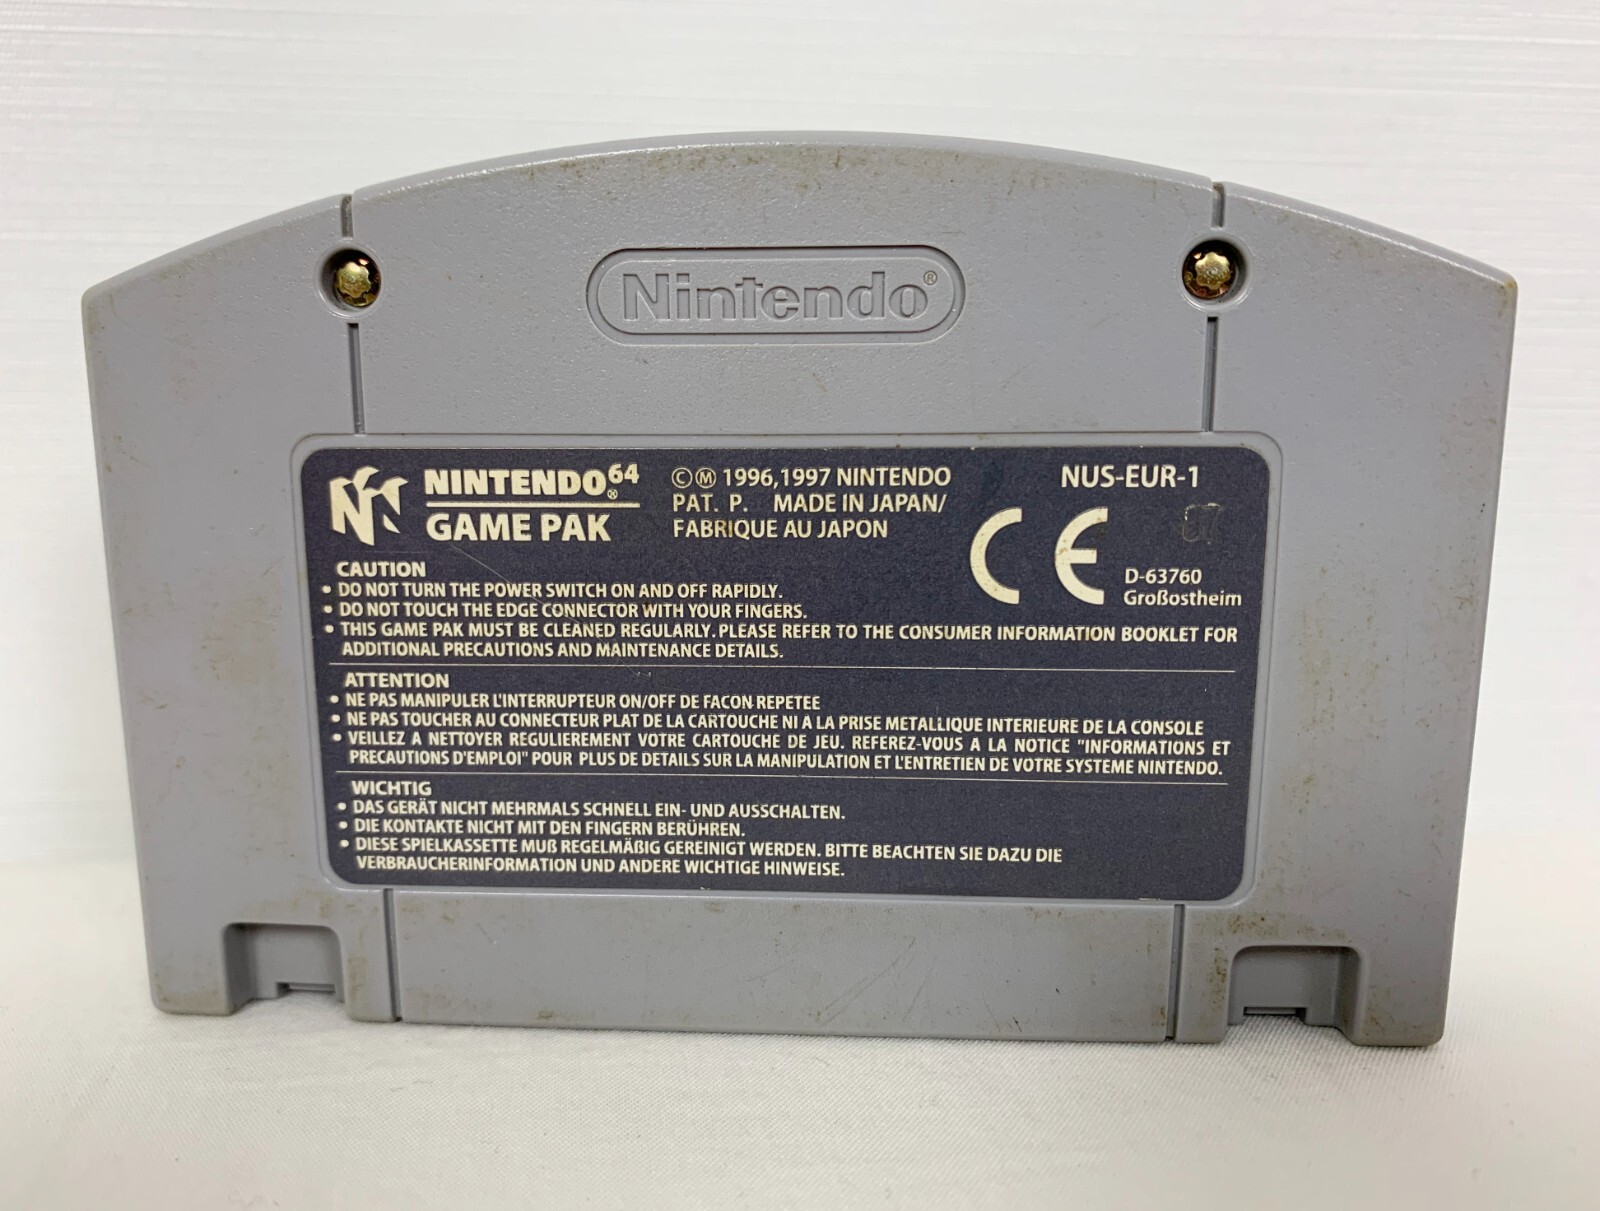 Nintendo®
NINTENDO64®
GAME PAK
©Ⓜ 1996,1997 NINTENDO
PAT. P. MADE IN JAPAN/
FABRIQUE AU JAPON
NUS-EUR-1
CE
07
D-63760
Großostheim
CAUTION
• DO NOT TURN THE POWER SWITCH ON AND OFF RAPIDLY.
• DO NOT TOUCH THE EDGE CONNECTOR WITH YOUR FINGERS.
• THIS GAME PAK MUST BE CLEANED REGULARLY. PLEASE REFER TO THE CONSUMER INFORMATION BOOKLET FOR
ADDITIONAL PRECAUTIONS AND MAINTENANCE DETAILS.
ATTENTION
• NE PAS MANIPULER L'INTERRUPTEUR ON/OFF DE FACON REPETEE
• NE PAS TOUCHER AU CONNECTEUR PLAT DE LA CARTOUCHE NI A LA PRISE METALLIQUE INTERIEURE DE LA CONSOLE
• VEILLEZ A NETTOYER REGULIEREMENT VOTRE CARTOUCHE DE JEU. REFEREZ-VOUS A LA NOTICE "INFORMATIONS ET
PRECAUTIONS D'EMPLOI" POUR PLUS DE DETAILS SUR LA MANIPULATION ET L'ENTRETIEN DE VOTRE SYSTEME NINTENDO.
WICHTIG
• DAS GERÄT NICHT MEHRMALS SCHNELL EIN- UND AUSSCHALTEN.
• DIE KONTAKTE NICHT MIT DEN FINGERN BERÜHREN.
• DIESE SPIELKASSETTE MUß REGELMÄßIG GEREINIGT WERDEN. BITTE BEACHTEN SIE DAZU DIE
VERBRAUCHERINFORMATION UND ANDERE WICHTIGE HINWEISE.